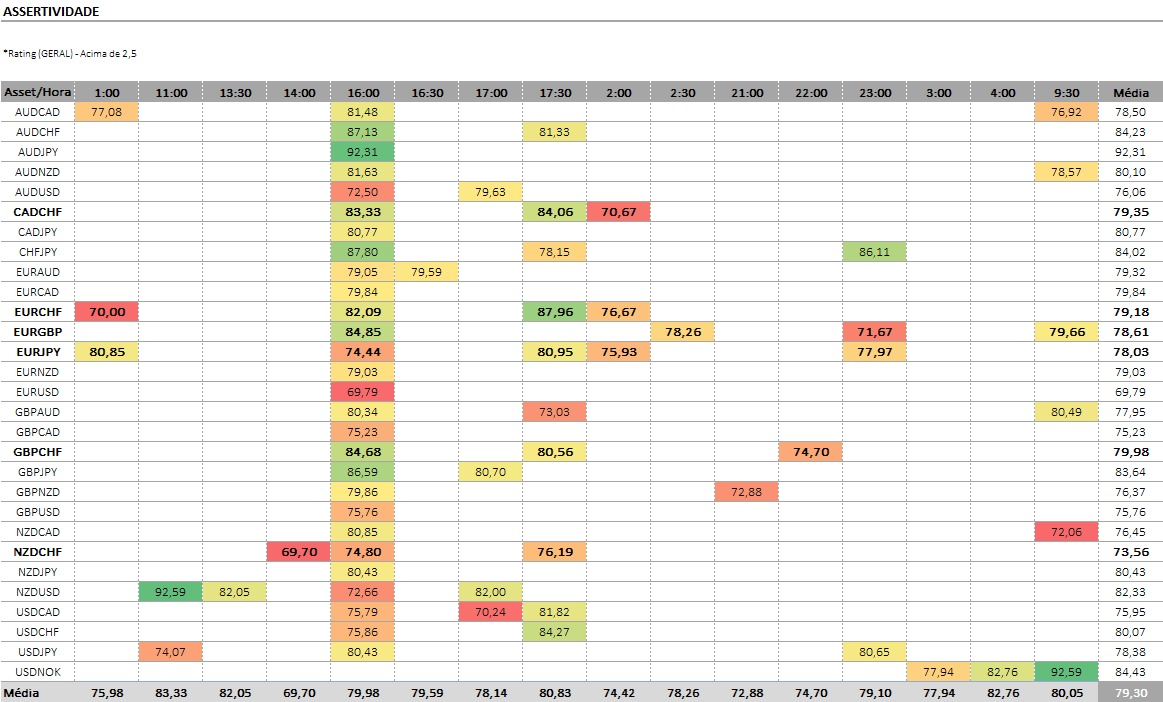 ASSERTIVIDADE
*Rating (GERAL) - Acima de 2,5
Asset/Hora 1:00 11:00 13:30 14:00 16:00 16:30 17:00 17:30 2:00 2:30 21:00 22:00 23:00 3:00 4:00 9:30 Média
AUDCAD 77,08 81,48 76,92 78,50
AUDCHF 87,13 81,33 84,23
AUDJPY 92,31 92,31
AUDNZD 81,63 78,57 80,10
AUDUSD 72,50 79,63 76,06
CADCHF 83,33 84,06 70,67 79,35
CADJPY 80,77 80,77
CHFJPY 87,80 78,15 86,11 84,02
EURAUD 79,05 79,59 79,32
EURCAD 79,84 79,84
EURCHF 70,00 82,09 87,96 76,67 79,18
EURGBP 84,85 78,26 71,67 79,66 78,61
EURJPY 80,85 74,44 80,95 75,93 77,97 78,03
EURNZD 79,03 79,03
EURUSD 69,79 69,79
GBPAUD 80,34 73,03 80,49 77,95
GBPCAD 75,23 75,23
GBPCHF 84,68 80,56 74,70 79,98
GBPJPY 86,59 80,70 83,64
GBPNZD 79,86 72,88 76,37
GBPUSD 75,76 75,76
NZDCAD 80,85 72,06 76,45
NZDCHF 69,70 74,80 76,19 73,56
NZDJPY 80,43 80,43
NZDUSD 92,59 82,05 72,66 82,00 82,33
USDCAD 75,79 70,24 81,82 75,95
USDCHF 75,86 84,27 80,07
USDJPY 74,07 80,43 80,65 78,38
USDNOK 77,94 82,76 92,59 84,43
Média 75,98 83,33 82,05 69,70 79,98 79,59 78,14 80,83 74,42 78,26 72,88 74,70 79,10 77,94 82,76 80,05 79,30